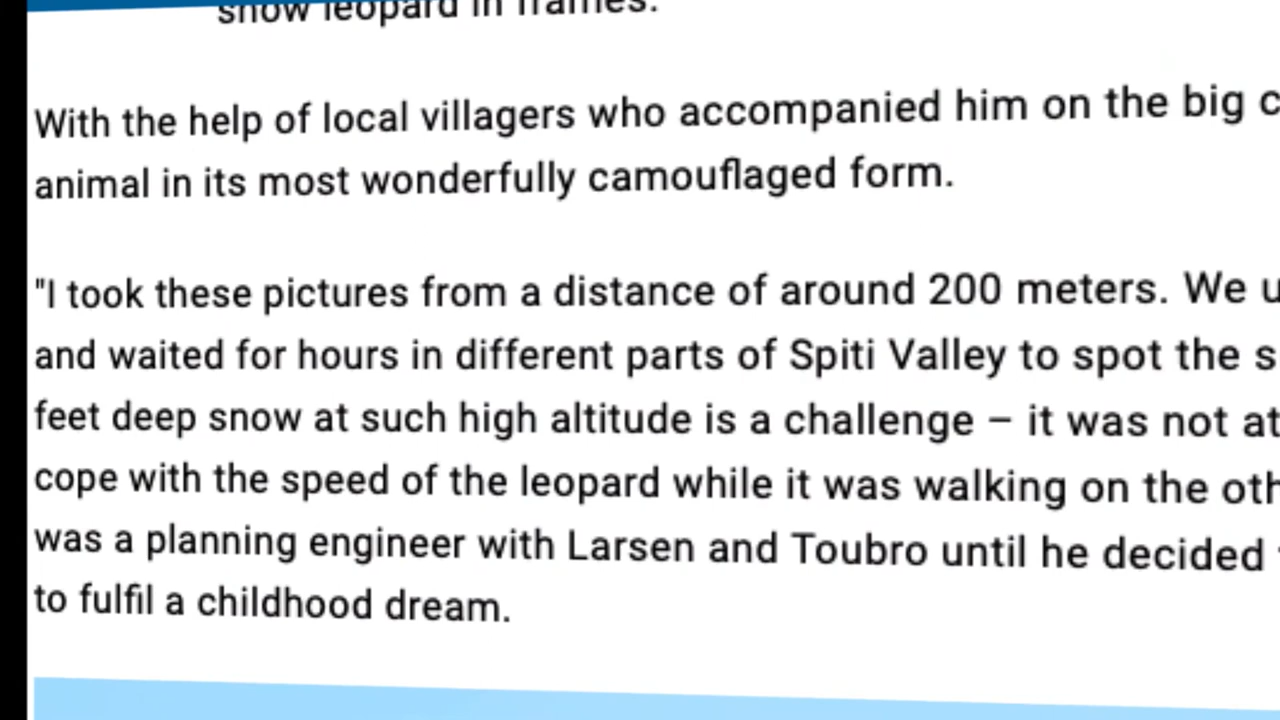 snow leopard in frames.
With the help of local villagers who accompanied him on the big
animal in its most wonderfully camouflaged form.
"I took these pictures from a distance of around 200 meters. We
and waited for hours in different parts of Spiti Valley to spot the
feet deep snow at such high altitude is a challenge – it was not at
cope with the speed of the leopard while it was walking on the
was a planning engineer with Larsen and Toubro until he decided
to fulfil a childhood dream.